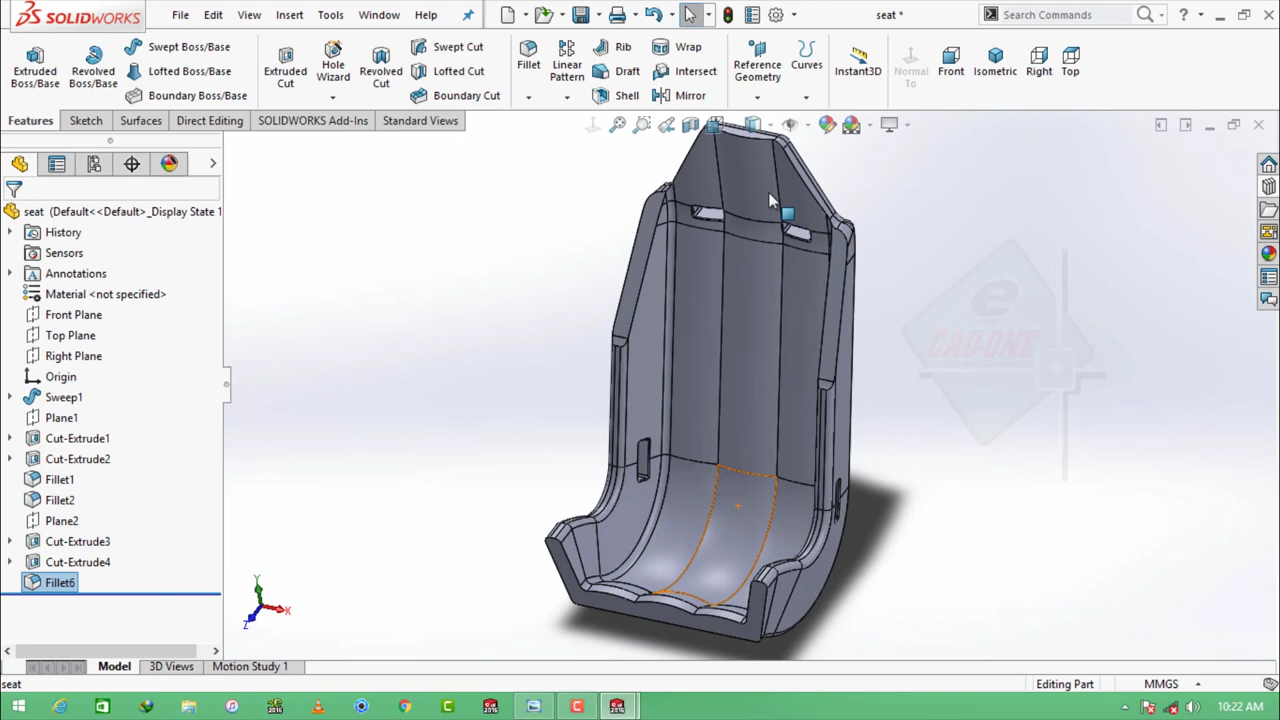 SOLIDWORKS File Edit View Insert Tools Window Help seat * Search Commands ?
Extruded Boss/Base Revolved Boss/Base Swept Boss/Base Lofted Boss/Base Boundary Boss/Base Extruded Cut Hole Wizard Revolved Cut Swept Cut Lofted Cut Boundary Cut Fillet Linear Pattern Rib Draft Shell Wrap Intersect Mirror Reference Geometry Curves Instant3D Normal To Front Isometric Right Top
Features Sketch Surfaces Direct Editing SOLIDWORKS Add-Ins Standard Views
seat (Default<<Default>_Display State 1
History
Sensors
Annotations
Material <not specified>
Front Plane
Top Plane
Right Plane
Origin
Sweep1
Plane1
Cut-Extrude1
Cut-Extrude2
Fillet1
Fillet2
Plane2
Cut-Extrude3
Cut-Extrude4
Fillet6
e
CAD-ONE
Y
X
Z
Model 3D Views Motion Study 1
seat Editing Part MMGS
10:22 AM